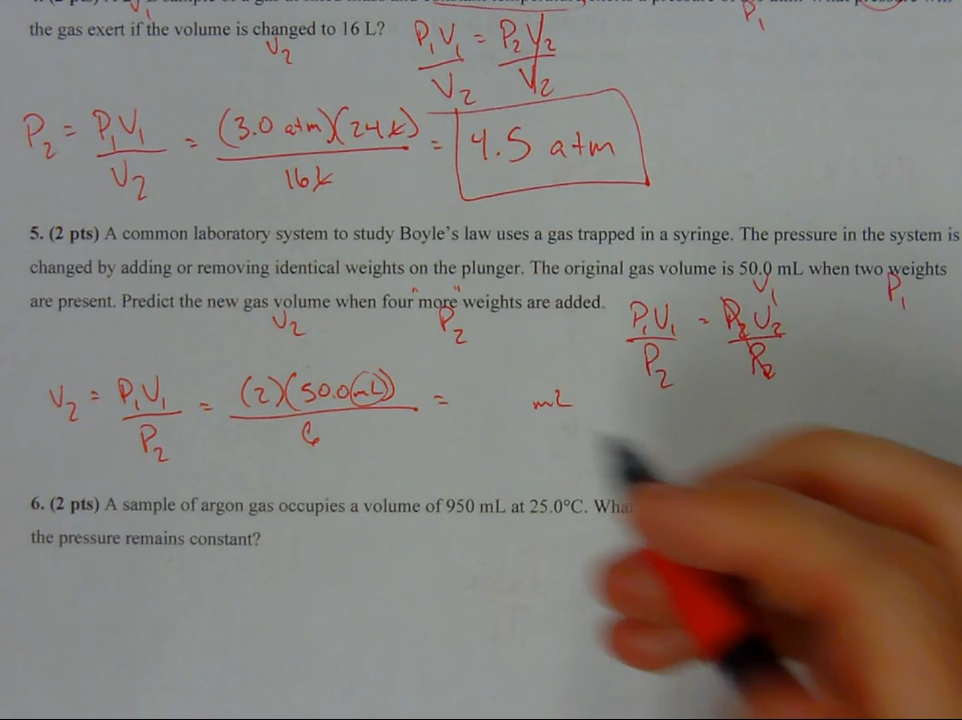 V₁ P₁
the gas exert if the volume is changed to 16 L?
V₂
P₁V₁ / V₂ = P₂V₂ / V₂
P₂ = P₁V₁ / V₂ = (3.0 atm)(24 L) / 16 L = 4.5 atm
5. (2 pts) A common laboratory system to study Boyle's law uses a gas trapped in a syringe. The pressure in the system is
changed by adding or removing identical weights on the plunger. The original gas volume is 50.0 mL when two weights
V₁ P₁
are present. Predict the new gas volume when four "more" weights are added.
V₂ P₂
P₁V₁ / P₂ = P₂V₂ / P₂
V₂ = P₁V₁ / P₂ = (2)(50.0 mL) / 6 = mL
6. (2 pts) A sample of argon gas occupies a volume of 950 mL at 25.0°C.
the pressure remains constant?